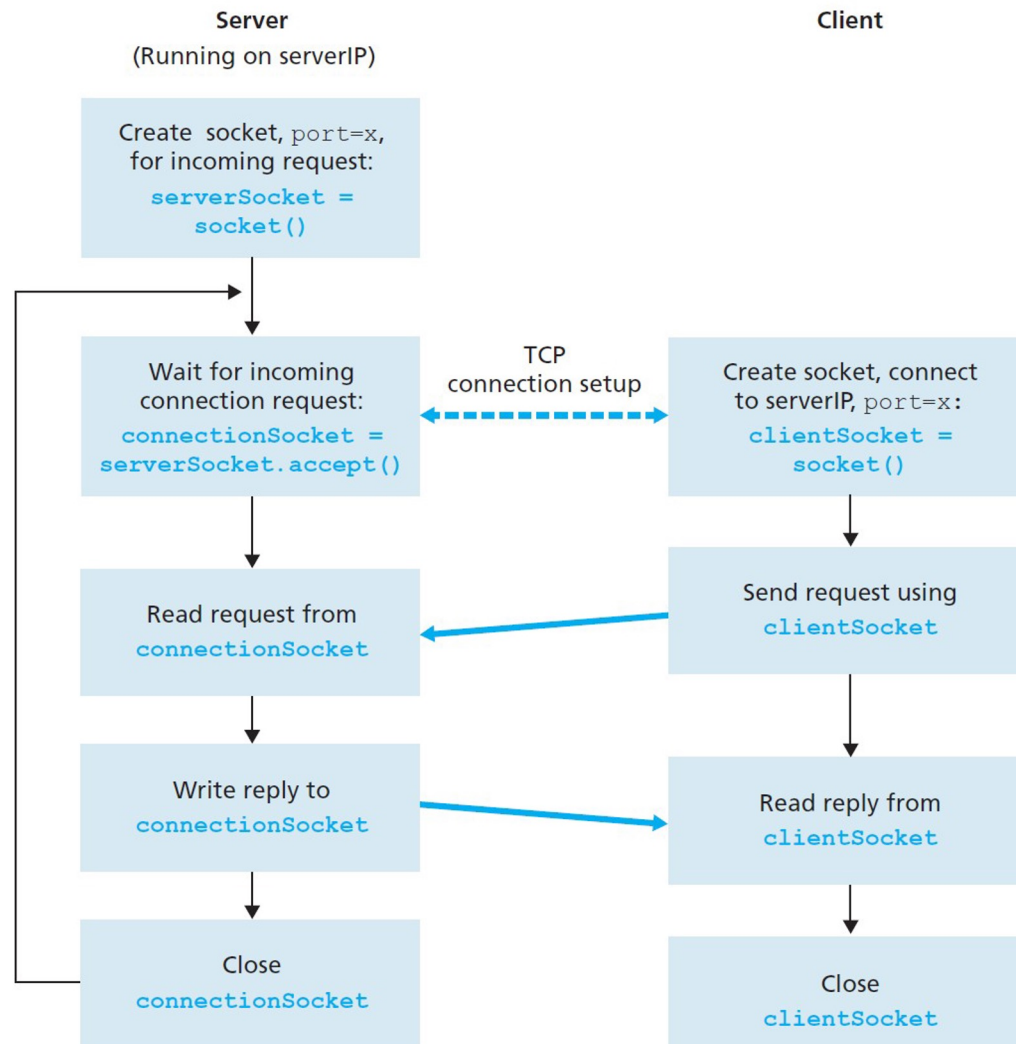 Server
(Running on serverIP)
Create socket, port=x,
for incoming request:
serverSocket =
socket()
Wait for incoming
connection request:
connectionSocket =
serverSocket.accept()
Read request from
connectionSocket
Write reply to
connectionSocket
Close
connectionSocket
TCP
connection setup
Client
Create socket, connect
to serverIP, port=x:
clientSocket =
socket()
Send request using
clientSocket
Read reply from
clientSocket
Close
clientSocket